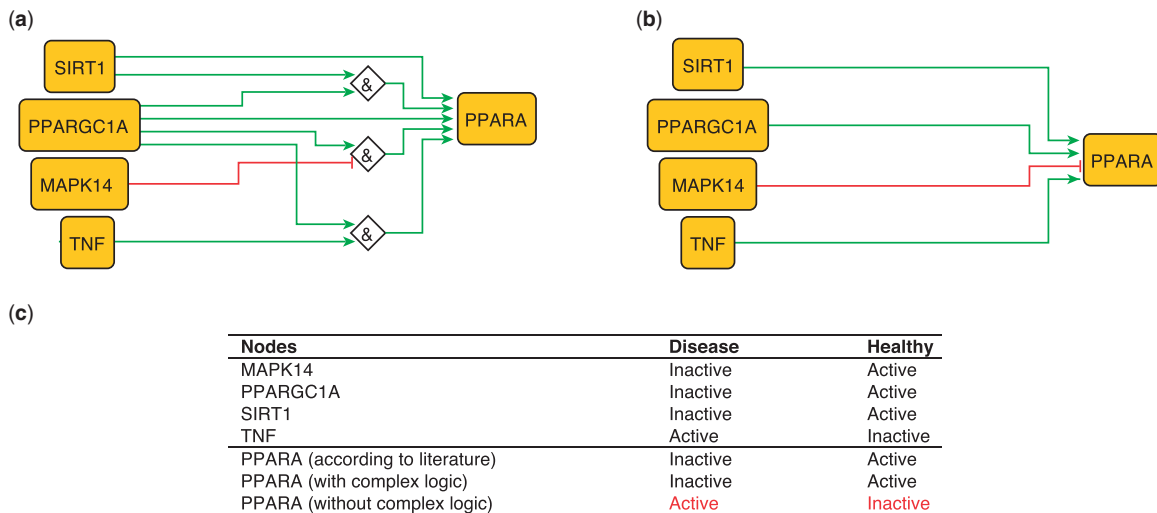 (a)
SIRT1
PPARGC1A
MAPK14
TNF
&
&
&
PPARA
(b)
SIRT1
PPARGC1A
MAPK14
TNF
PPARA
(c)
Nodes Disease Healthy
MAPK14 Inactive Active
PPARGC1A Inactive Active
SIRT1 Inactive Active
TNF Active Inactive
PPARA (according to literature) Inactive Active
PPARA (with complex logic) Inactive Active
PPARA (without complex logic) Active Inactive